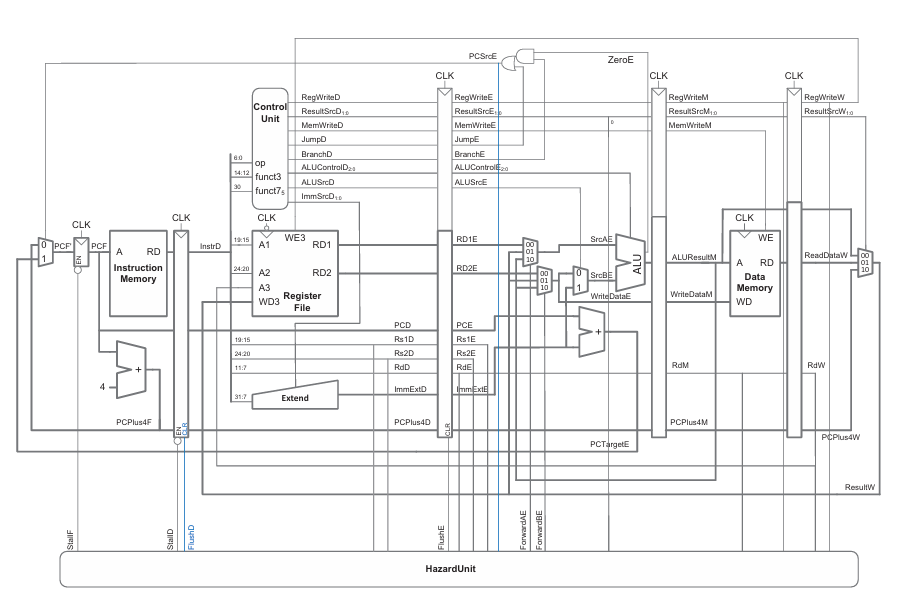 PCSrcE
ZeroE
CLK
CLK
CLK
Control
Unit
RegWriteD
RegWriteE
RegWriteM
RegWriteW
ResultSrcD1:0
ResultSrcE1:0
ResultSrcM1:0
ResultSrcW1:0
MemWriteD
MemWriteE
0
MemWriteM
JumpD
JumpE
6:0
op
BranchD
BranchE
14:12
funct3
ALUControlD2:0
ALUControlE2:0
30
funct75
ALUSrcD
ALUSrcE
ImmSrcD1:0
CLK
CLK
CLK
CLK
0
1
PCF'
EN
PCF
A
RD
Instruction
Memory
InstrD
19:15
A1
WE3
RD1
RD1E
00
01
10
SrcAE
ALU
WE
24:20
A2
RD2
RD2E
00
01
10
0
1
SrcBE
ALUResultM
A
RD
ReadDataW
00
01
10
A3
WD3
Register
File
WriteDataE
WriteDataM
Data
Memory
WD
PCD
PCE
+
19:15
Rs1D
Rs1E
24:20
Rs2D
Rs2E
11:7
RdD
RdE
RdM
RdW
+
4
31:7
Extend
ImmExtD
ImmExtE
PCPlus4F
EN
CLR
PCPlus4D
CLR
PCPlus4M
PCPlus4W
PCTargetE
ResultW
StallF
StallD
FlushD
FlushE
ForwardAE
ForwardBE
HazardUnit